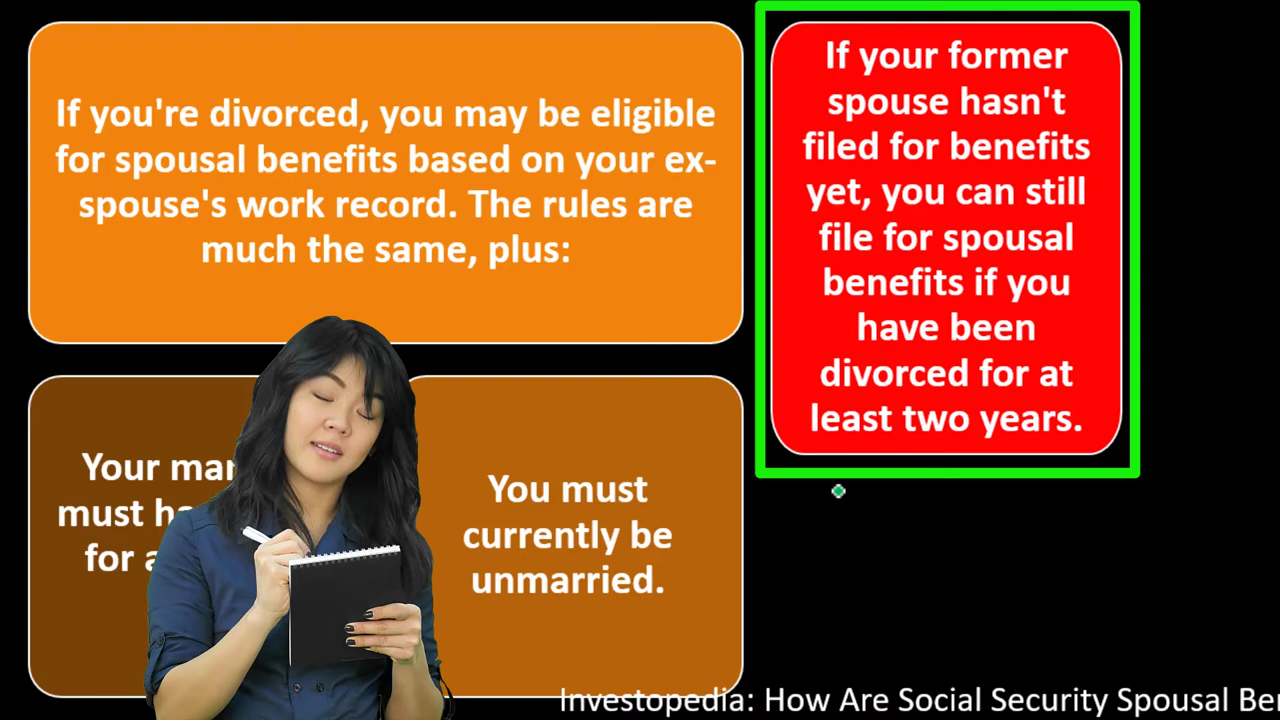 If you're divorced, you may be eligible
for spousal benefits based on your ex-
spouse's work record. The rules are
much the same, plus:
If your former
spouse hasn't
filed for benefits
yet, you can still
file for spousal
benefits if you
have been
divorced for at
least two years.
Your
must
for
You must
currently be
unmarried.
Investopedia: How Are Social Security Spousal